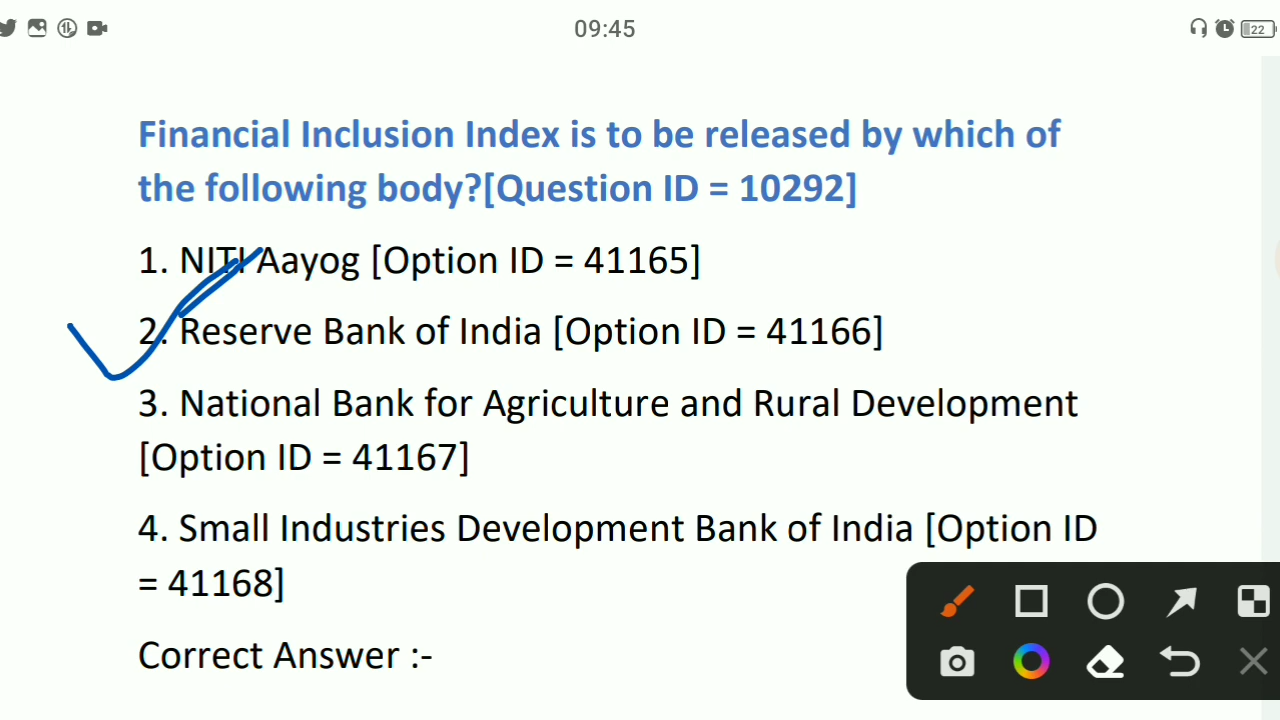 09:45
22
Financial Inclusion Index is to be released by which of
the following body?[Question ID = 10292]
1. NITI Aayog [Option ID = 41165]
2. Reserve Bank of India [Option ID = 41166]
3. National Bank for Agriculture and Rural Development
[Option ID = 41167]
4. Small Industries Development Bank of India [Option ID
= 41168]
Correct Answer :-